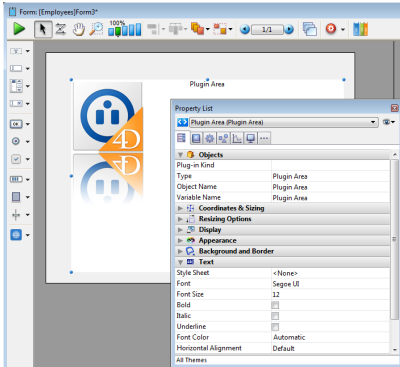 Form: [Employees]Form3*
100%
1/1
Plugin Area
4D
Property List
Plugin Area (Plugin Area)
Objects
Plug-in Kind
Type Plugin Area
Object Name Plugin Area
Variable Name Plugin Area
Coordinates & Sizing
Resizing Options
Display
Appearance
Background and Border
Text
Style Sheet <None>
Font Segoe UI
Font Size 12
Bold
Italic
Underline
Font Color Automatic
Horizontal Alignment Default
All Themes